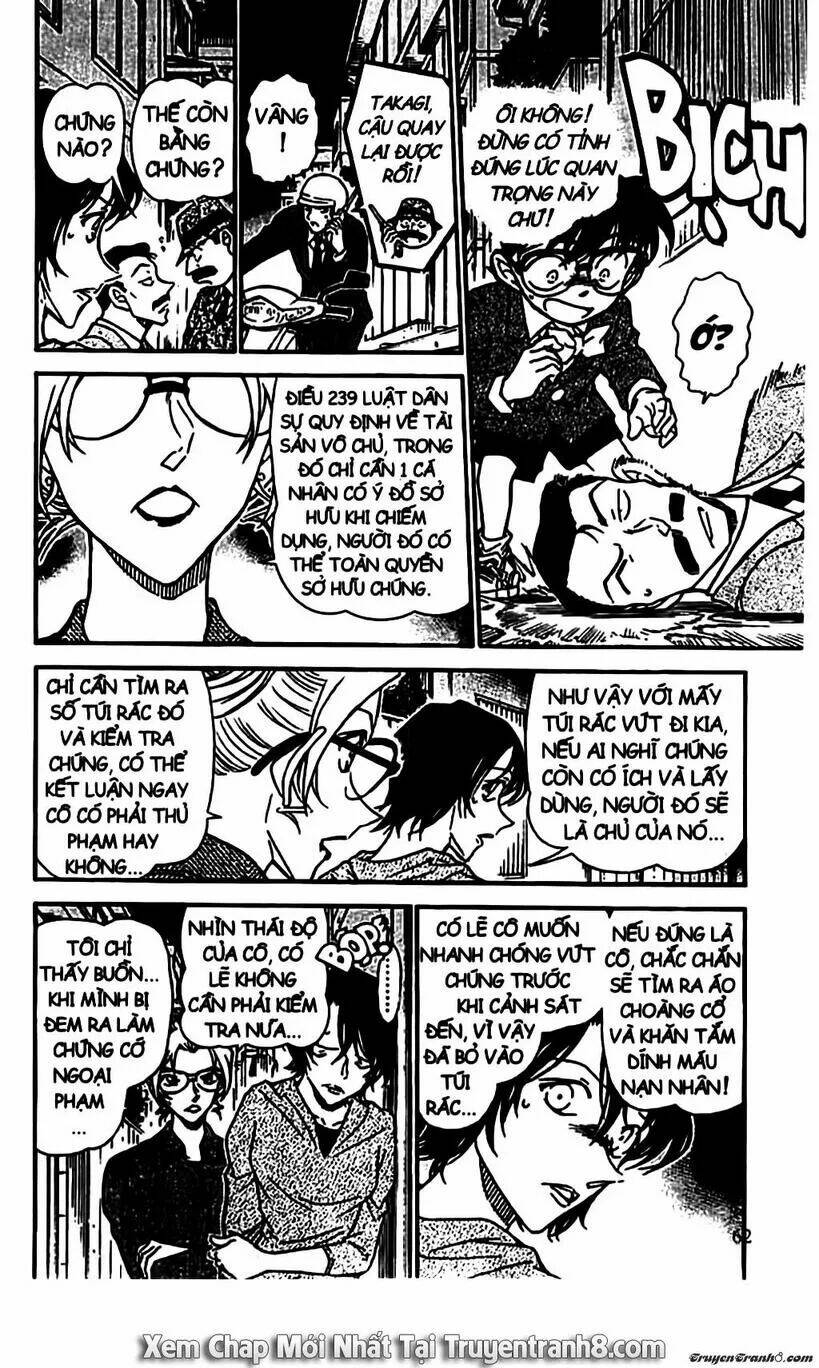 BỊCH
ÔI KHÔNG!
ĐỪNG CÓ TỈNH
ĐÚNG LÚC QUAN
TRỌNG NÀY
CHỨ!
Ớ?
TAKAGI,
CẬU QUAY
LẠI ĐƯỢC
RỒI!
VÂNG
!
THẾ CÒN
BẰNG
CHỨNG?
CHỨNG
NÀO?
ĐIỀU 239 LUẬT DÂN
SỰ QUY ĐỊNH VỀ TÀI
SẢN VÔ CHỦ, TRONG
ĐÓ CHỈ CẦN 1 CÁ
NHÂN CÓ Ý ĐỒ SỞ
HƯU KHI CHIẾM
DỤNG, NGƯỜI ĐÓ CÓ
THỂ TOÀN QUYỀN
SỞ HƯU CHÚNG.
NHƯ VẬY VỚI MẤY
TÚI RÁC VỨT ĐI KIA,
NẾU AI NGHĨ CHÚNG
CÒN CÓ ÍCH VÀ LẤY
DÙNG, NGƯỜI ĐÓ SẼ
LÀ CHỦ CỦA NÓ...
CHỈ CẦN TÌM RA
SỐ TÚI RÁC ĐÓ
VÀ KIỂM TRA
CHÚNG, CÓ THỂ
KẾT LUẬN NGAY
CÔ CÓ PHẢI THỦ
PHẠM HAY
KHÔNG...
NẾU ĐÚNG LÀ
CÔ, CHẮC CHẮN
SẼ TÌM RA ÁO
CHOÀNG CỔ
VÀ KHĂN TẮM
DÍNH MÁU
NẠN NHÂN!
CÓ LẼ CÔ MUỐN
NHANH CHÓNG VỨT
CHÚNG TRƯỚC
KHI CẢNH SÁT
ĐẾN, VÌ VẬY
ĐÃ BỎ VÀO
TÚI
RÁC...
BOP?
......
NHÌN THÁI ĐỘ
CỦA CÔ, CÓ
LẼ KHÔNG
CẦN PHẢI KIỂM
TRA NƯA...
TÔI CHỈ
THẤY BUỒN...
KHI MÌNH BỊ
ĐEM RA LÀM
CHỨNG CỚ
NGOẠI
PHẠM
...
62
Xem Chap Mới Nhất Tại Truyentranh8.com
TruyenTranh8.com